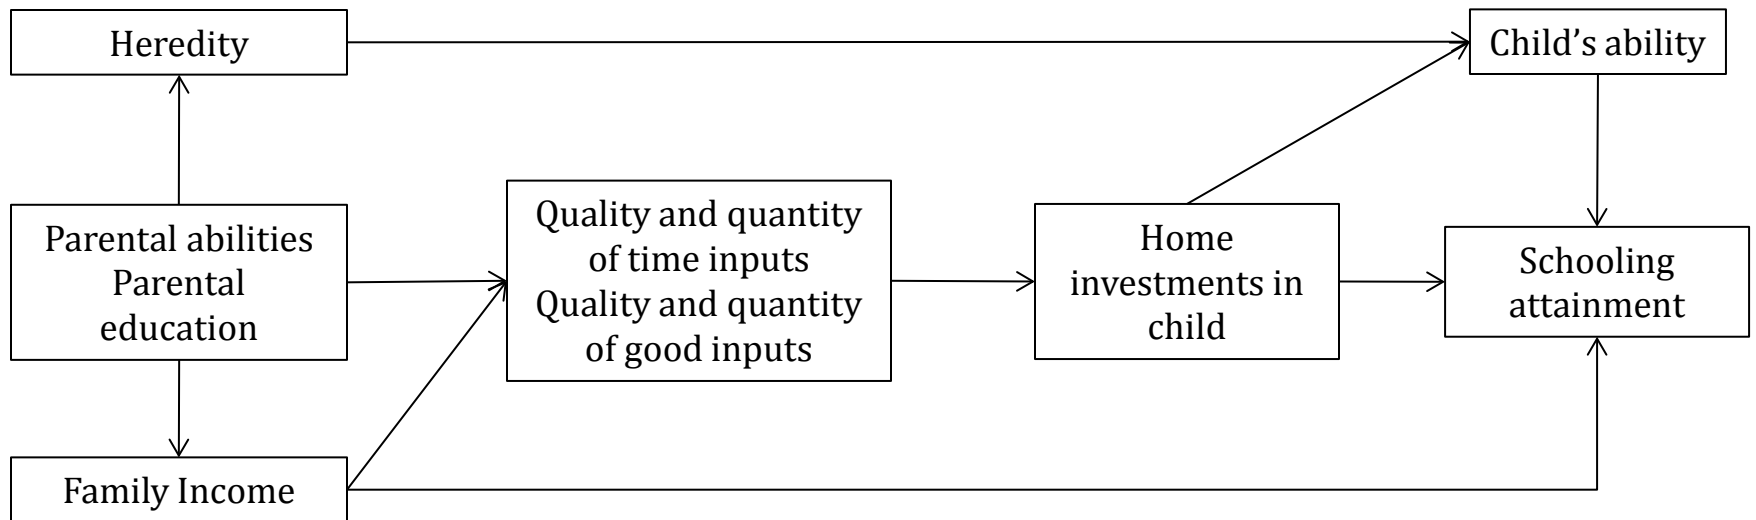 Heredity
Child's ability
Parental abilities
Parental
education
Quality and quantity
of time inputs
Quality and quantity
of good inputs
Home
investments in
child
Schooling
attainment
Family Income